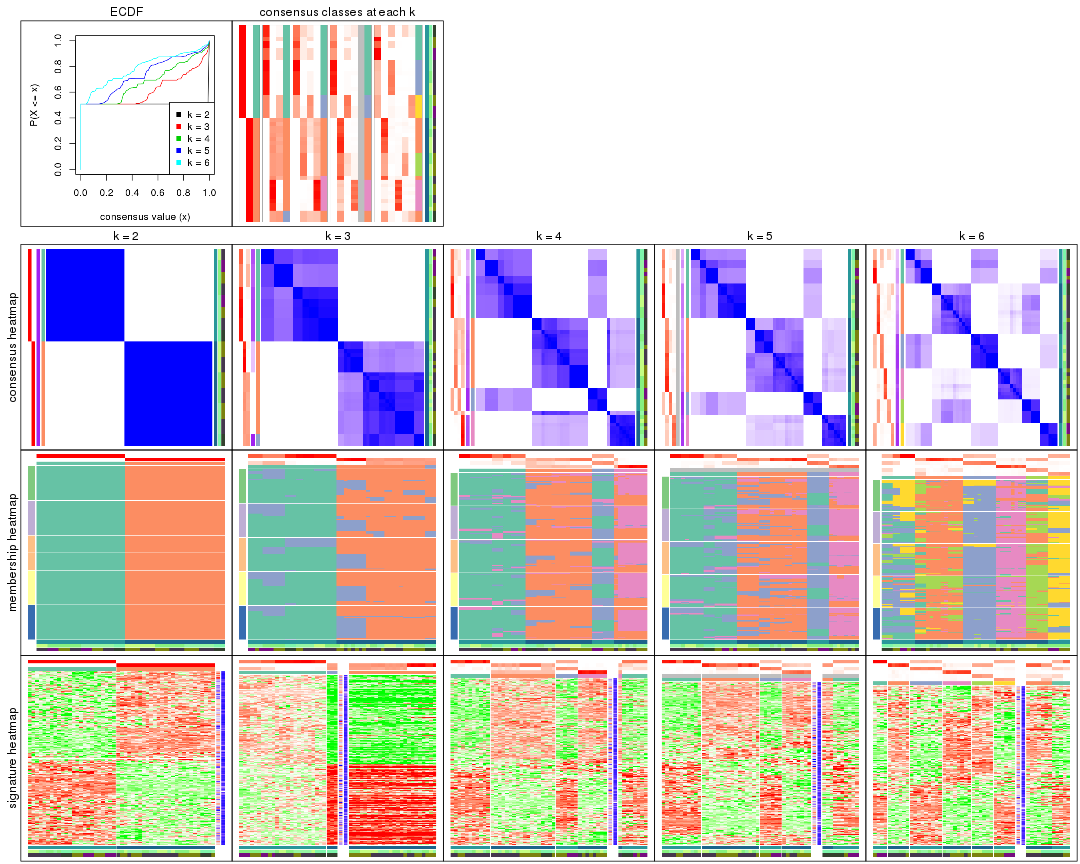 ECDF
consensus classes at each k
P(X <= x)
1.0
0.8
0.6
0.4
0.2
0.0
k = 2
k = 3
k = 4
k = 5
k = 6
0.0 0.2 0.4 0.6 0.8 1.0
consensus value (x)
k = 2 k = 3 k = 4 k = 5 k = 6
consensus heatmap
membership heatmap
signature heatmap